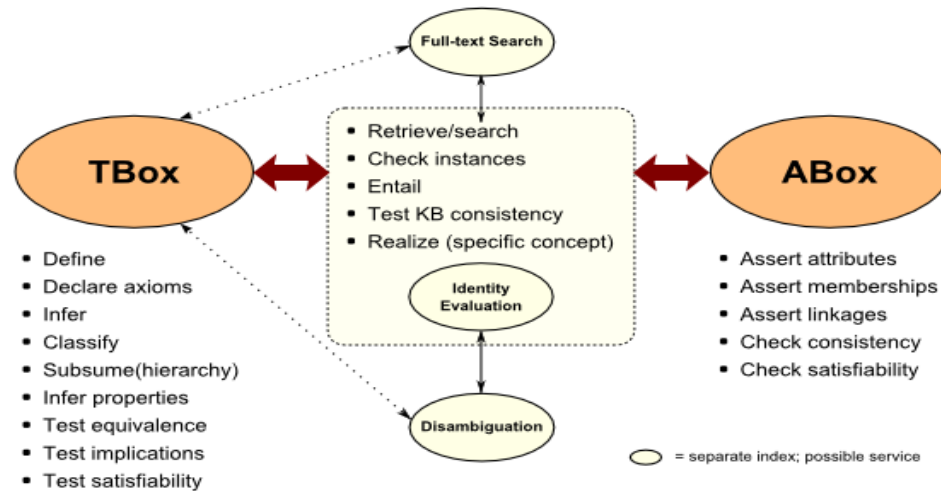 Full-text Search
TBox
• Retrieve/search
• Check instances
• Entail
• Test KB consistency
• Realize (specific concept)
Identity
Evaluation
ABox
• Define
• Declare axioms
• Infer
• Classify
• Subsume(hierarchy)
• Infer properties
• Test equivalence
• Test implications
• Test satisfiability
• Assert attributes
• Assert memberships
• Assert linkages
• Check consistency
• Check satisfiability
Disambiguation
= separate index; possible service